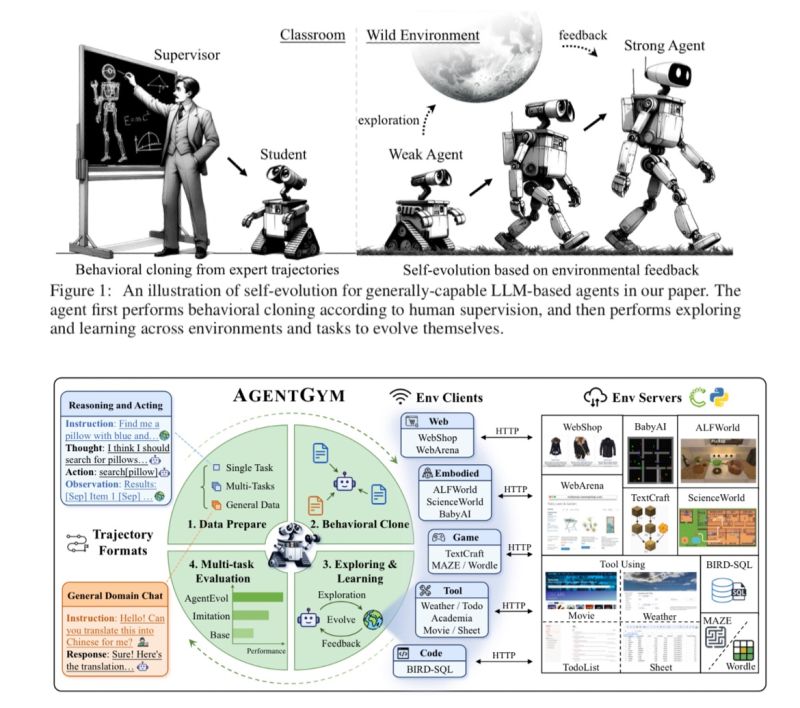 Classroom
Wild Environment
Supervisor
E=mc²
Student
exploration
feedback
Weak Agent
Strong Agent
Behavioral cloning from expert trajectories
Self-evolution based on environmental feedback
Figure 1: An illustration of self-evolution for generally-capable LLM-based agents in our paper. The
agent first performs behavioral cloning according to human supervision, and then performs exploring
and learning across environments and tasks to evolve themselves.
Reasoning and Acting
Instruction: Find me a
pillow with blue and...
Thought: I think I should
search for pillows...
Action: search[pillow]
Observation: Results:
[Sep] Item 1 [Sep] ...
Trajectory
Formats
General Domain Chat
Instruction: Hello! Can
you translate this into
Chinese for me?
Response: Sure! Here's
the translation...
AGENTGYM
Single Task
Multi-Tasks
General Data
1. Data Prepare
2. Behavioral Clone
4. Multi-task
Evaluation
AgentEvol
Imitation
Base
Performance
3. Exploring &
Learning
Exploration
Evolve
Feedback
Env Clients
Web
WebShop
WebArena
Embodied
ALFWorld
ScienceWorld
BabyAI
Game
TextCraft
MAZE / Wordle
Tool
Weather / Todo
Academia
Movie / Sheet
Code
BIRD-SQL
HTTP
HTTP
HTTP
HTTP
HTTP
Env Servers
WebShop
BabyAI
ALFWorld
WebArena
TextCraft
ScienceWorld
Tool Using
Movie
Weather
TodoList
Sheet
BIRD-SQL
SQL
MAZE
Wordle